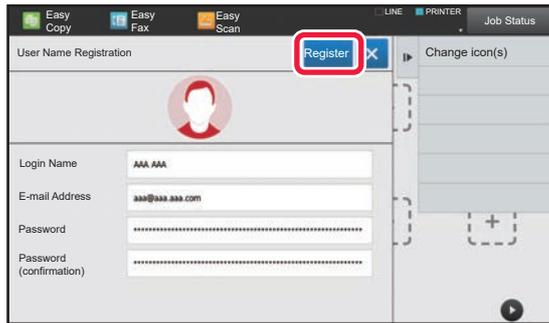 Easy
Copy
Easy
Fax
Easy
Scan
LINE
PRINTER
Job Status
User Name Registration
Register
Change icon(s)
Login Name
AAA AAA
E-mail Address
aaa@aaa.aaa.com
Password
Password
(confirmation)